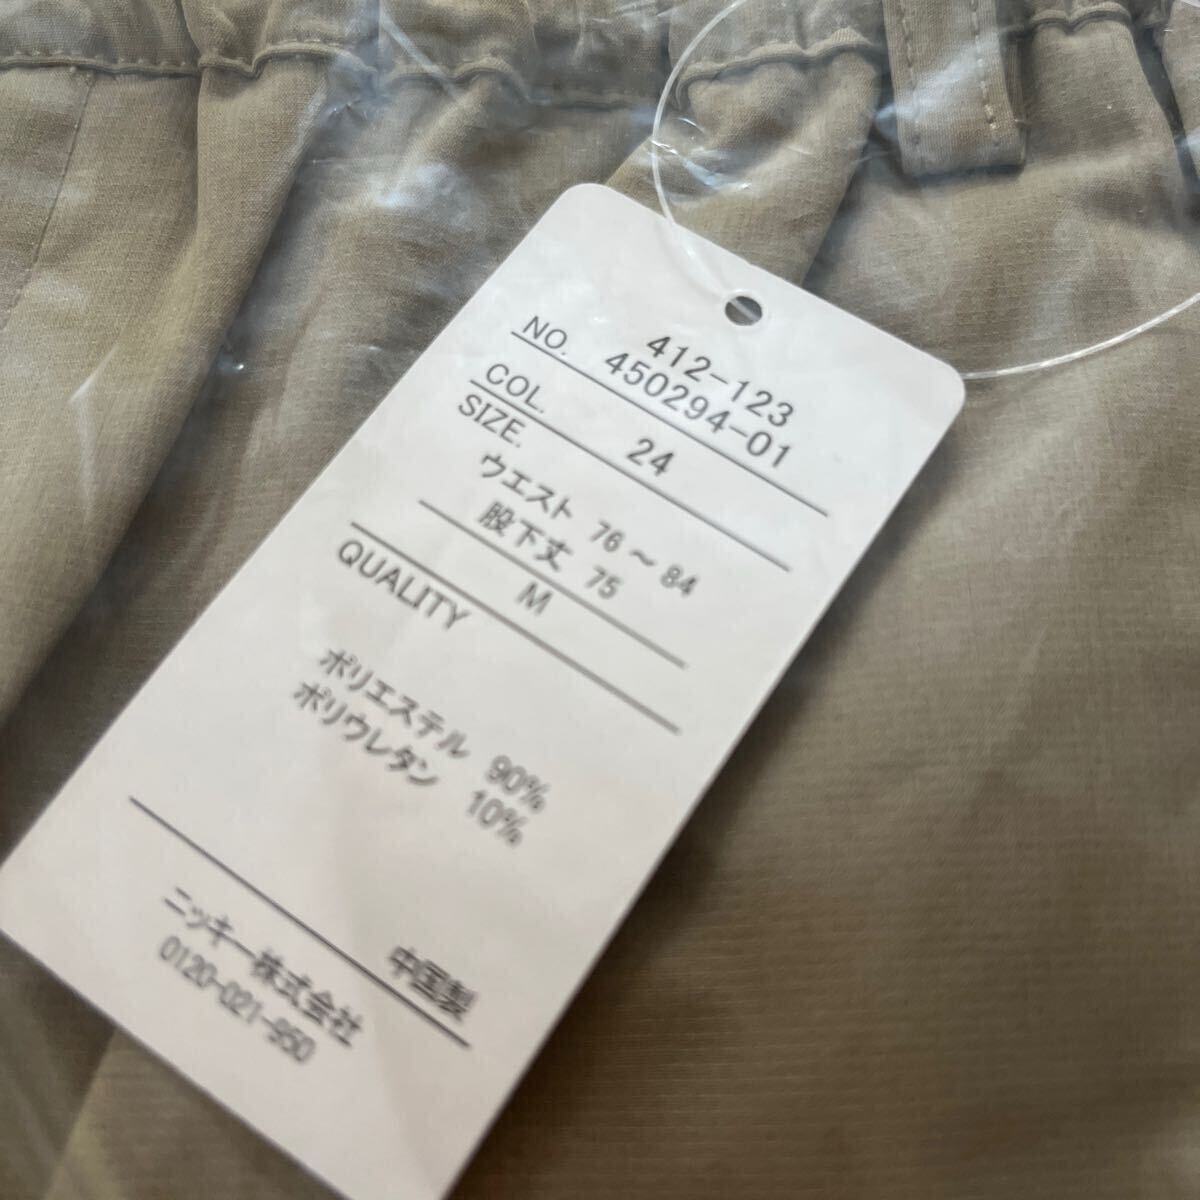 412-123
NO. 450294-01
COL. 24
SIZE.
ウエスト 76～84
股下丈 75
M
QUALITY
ポリエステル 90%
ポリウレタン 10%
中国製
ニッキー株式会社
0120-021-950